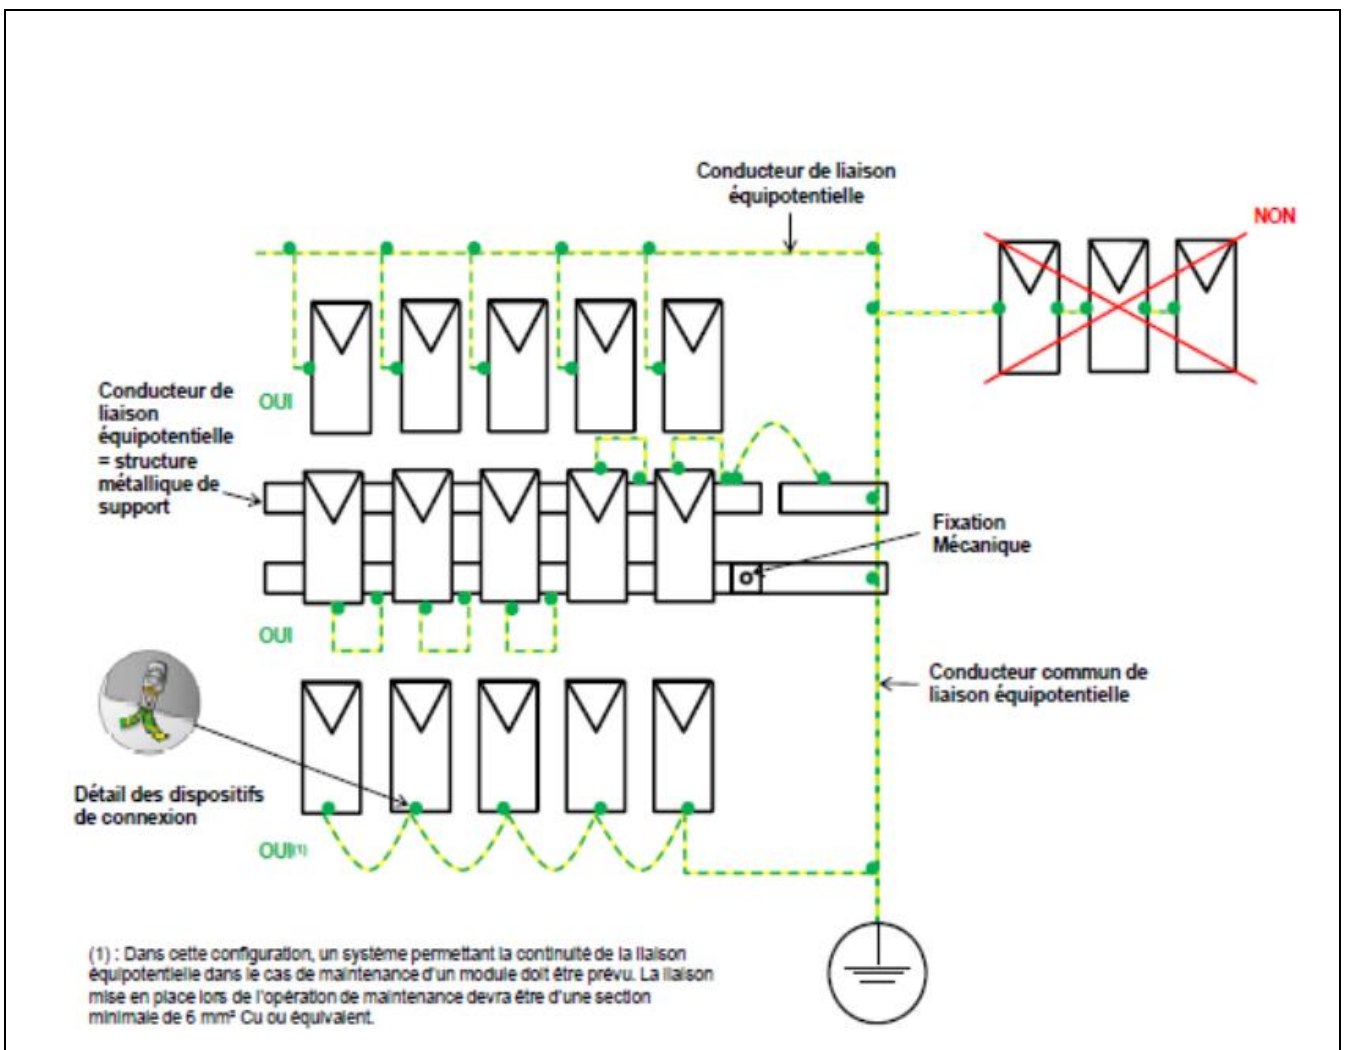 Conducteur de liaison
équipotentielle
NON
Conducteur de
liaison
équipotentielle
= structure
métallique de
support
OUI
Fixation
Mécanique
OUI
Conducteur commun de
liaison équipotentielle
Détail des dispositifs
de connexion
OUI(1)
(1) : Dans cette configuration, un système permettant la continuité de la liaison
équipotentielle dans le cas de maintenance d'un module doit être prévu. La liaison
mise en place lors de l'opération de maintenance devra être d'une section
minimale de 6 mm² Cu ou équivalent.